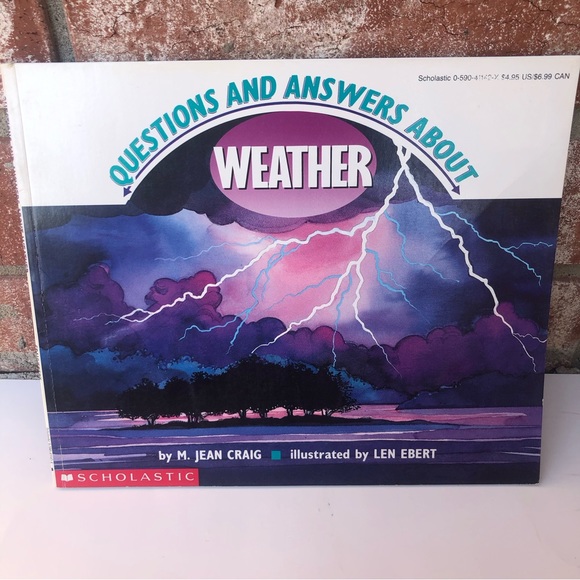 Scholastic $4.95 US/$6.99 CAN
QUESTIONS AND ANSWERS ABOUT
WEATHER
by M. JEAN CRAIG ■ illustrated by LEN EBERT
SCHOLASTIC